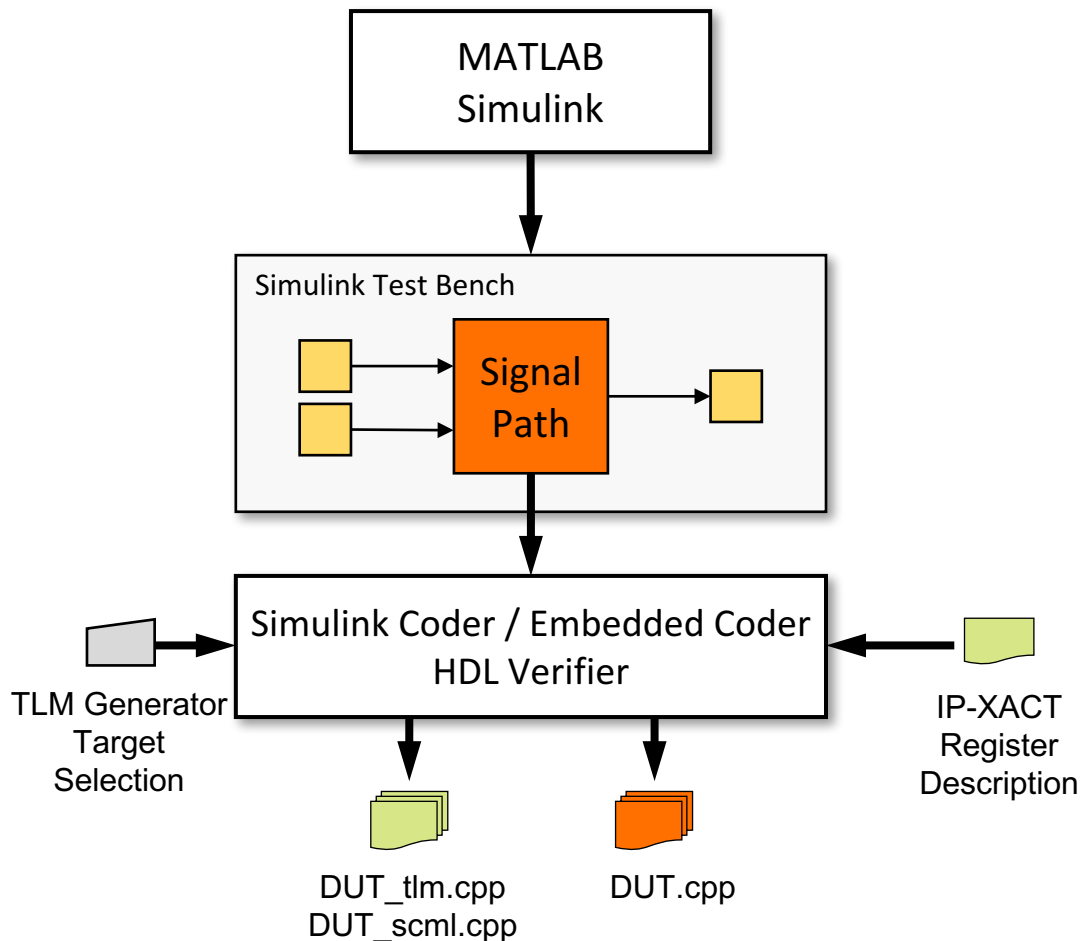 MATLAB
Simulink
Simulink Test Bench
Signal
Path
Simulink Coder / Embedded Coder
HDL Verifier
TLM Generator
Target
Selection
IP-XACT
Register
Description
DUT_tlm.cpp
DUT_scml.cpp
DUT.cpp